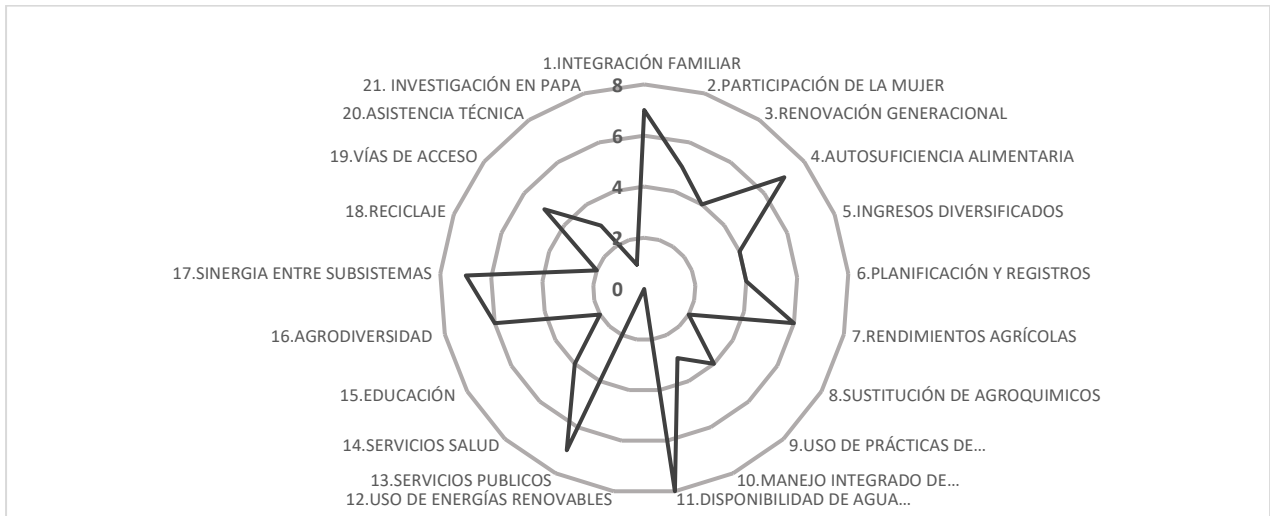 1.INTEGRACIÓN FAMILIAR
2.PARTICIPACIÓN DE LA MUJER
3.RENOVACIÓN GENERACIONAL
4.AUTOSUFICIENCIA ALIMENTARIA
5.INGRESOS DIVERSIFICADOS
6.PLANIFICACIÓN Y REGISTROS
7.RENDIMIENTOS AGRÍCOLAS
8.SUSTITUCIÓN DE AGROQUIMICOS
9.USO DE PRÁCTICAS DE…
10.MANEJO INTEGRADO DE…
11.DISPONIBILIDAD DE AGUA…
12.USO DE ENERGÍAS RENOVABLES
13.SERVICIOS PUBLICOS
14.SERVICIOS SALUD
15.EDUCACIÓN
16.AGRODIVERSIDAD
17.SINERGIA ENTRE SUBSISTEMAS
18.RECICLAJE
19.VÍAS DE ACCESO
20.ASISTENCIA TÉCNICA
21. INVESTIGACIÓN EN PAPA
8
6
4
2
0